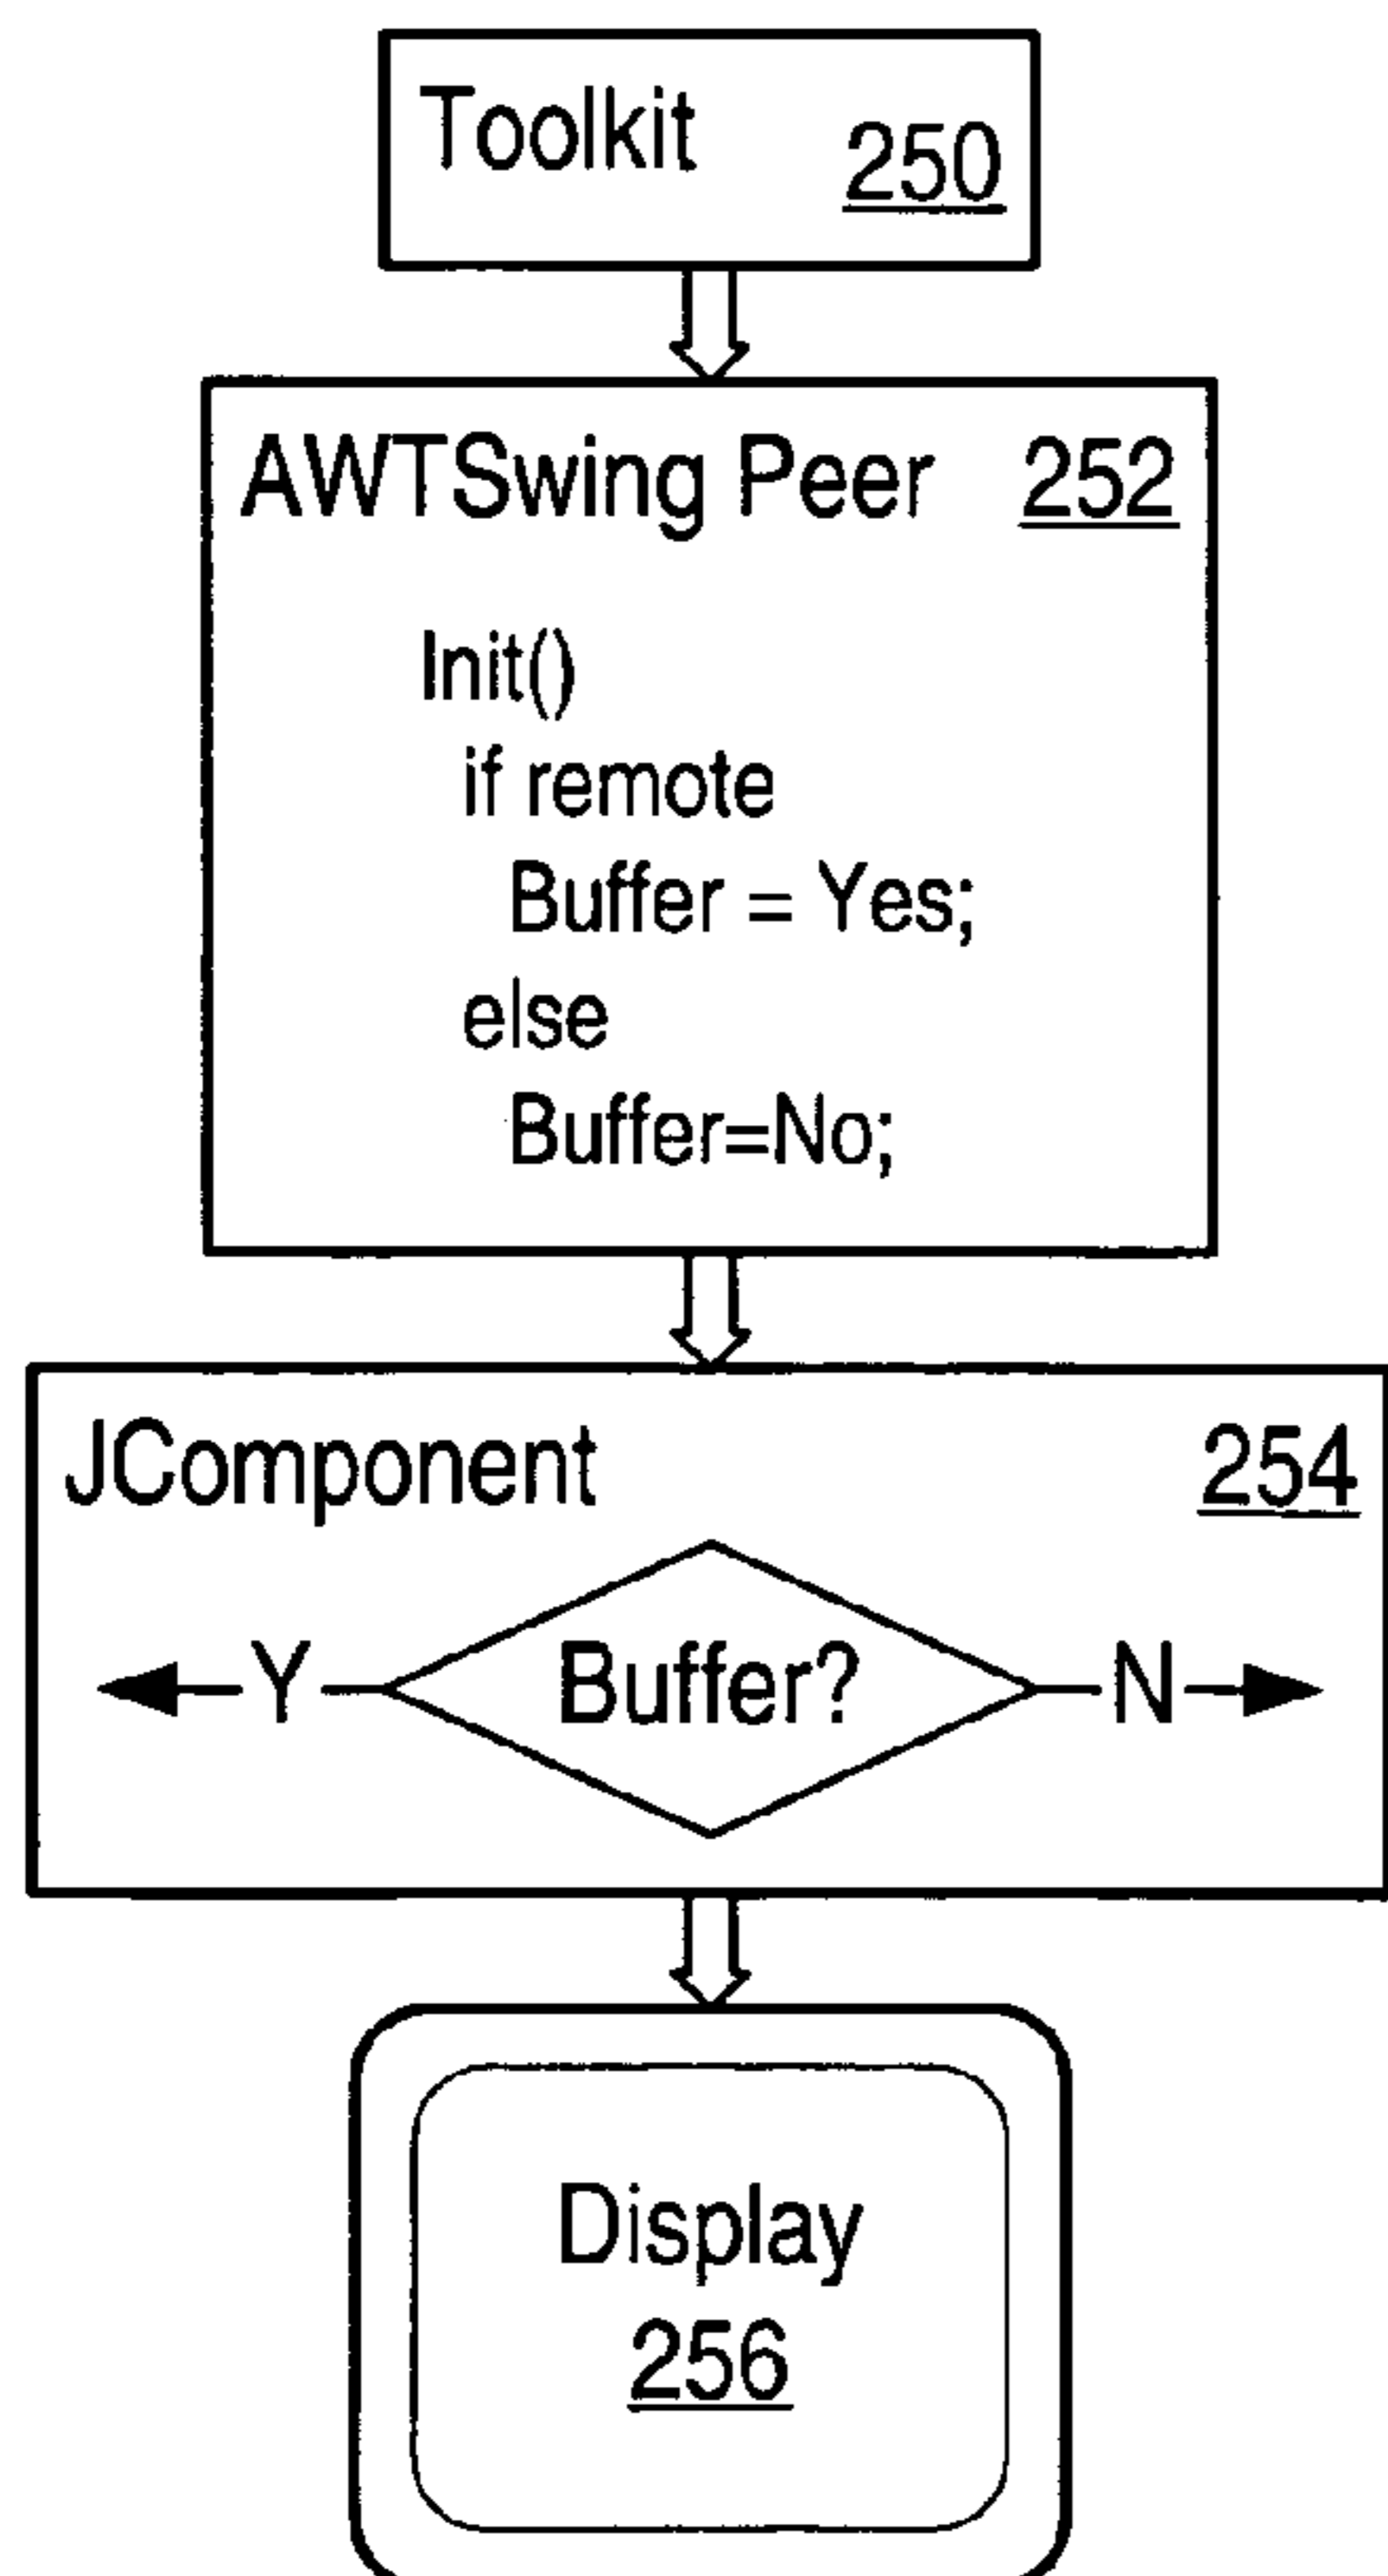 Toolkit 250
AWTSwing Peer 252
Init()
if remote
Buffer = Yes;
else
Buffer=No;
JComponent 254
Y Buffer? N
Display
256